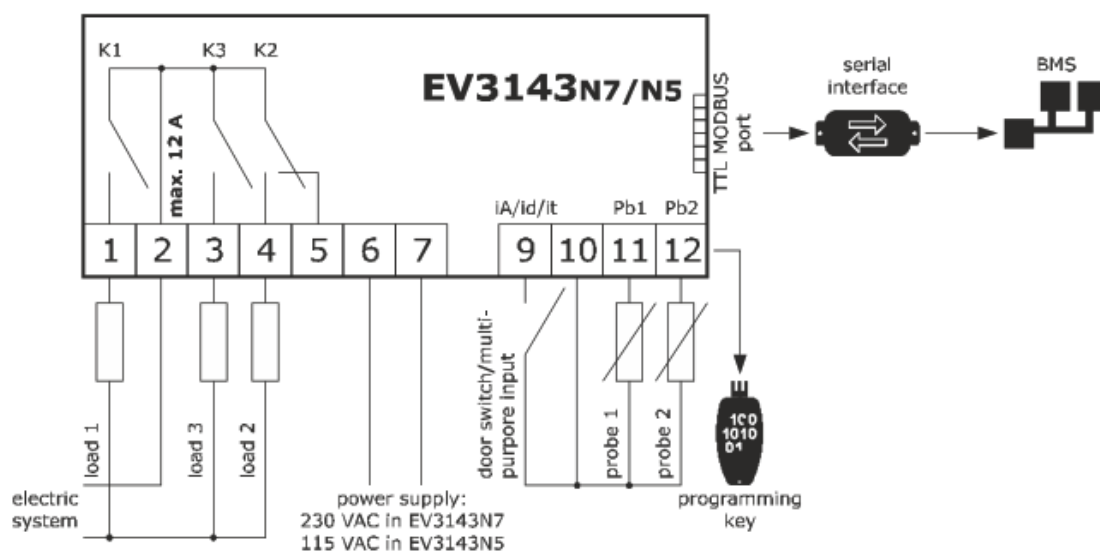 K1
K3
K2
max. 12 A
EV3143N7/N5
TTL MODBUS
port
serial
interface
BMS
iA/id/it
Pb1
Pb2
1
2
3
4
5
6
7
9
10
11
12
load 1
load 3
load 2
door switch/multi-
purpore input
probe 1
probe 2
100
1010
01
electric
system
power supply:
230 VAC in EV3143N7
115 VAC in EV3143N5
programming
key